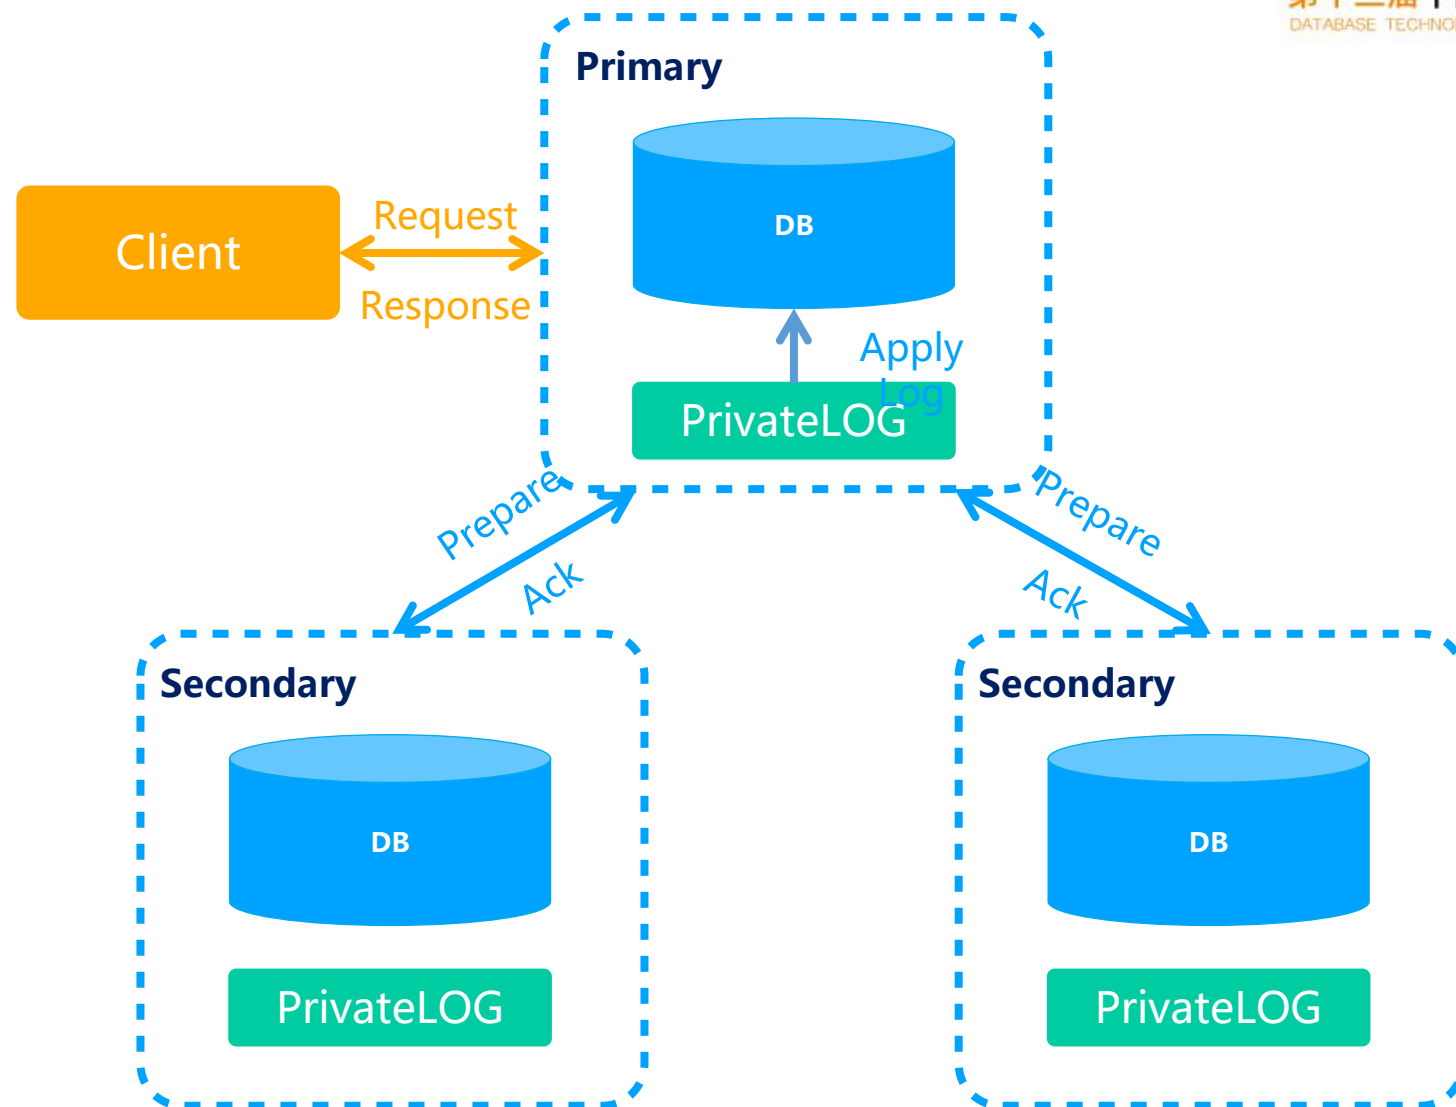 DATABASE TECHNO
Primary
DB
Client
Request
Response
Apply
Log
PrivateLOG
Prepare
Ack
Prepare
Ack
Secondary
DB
PrivateLOG
Secondary
DB
PrivateLOG